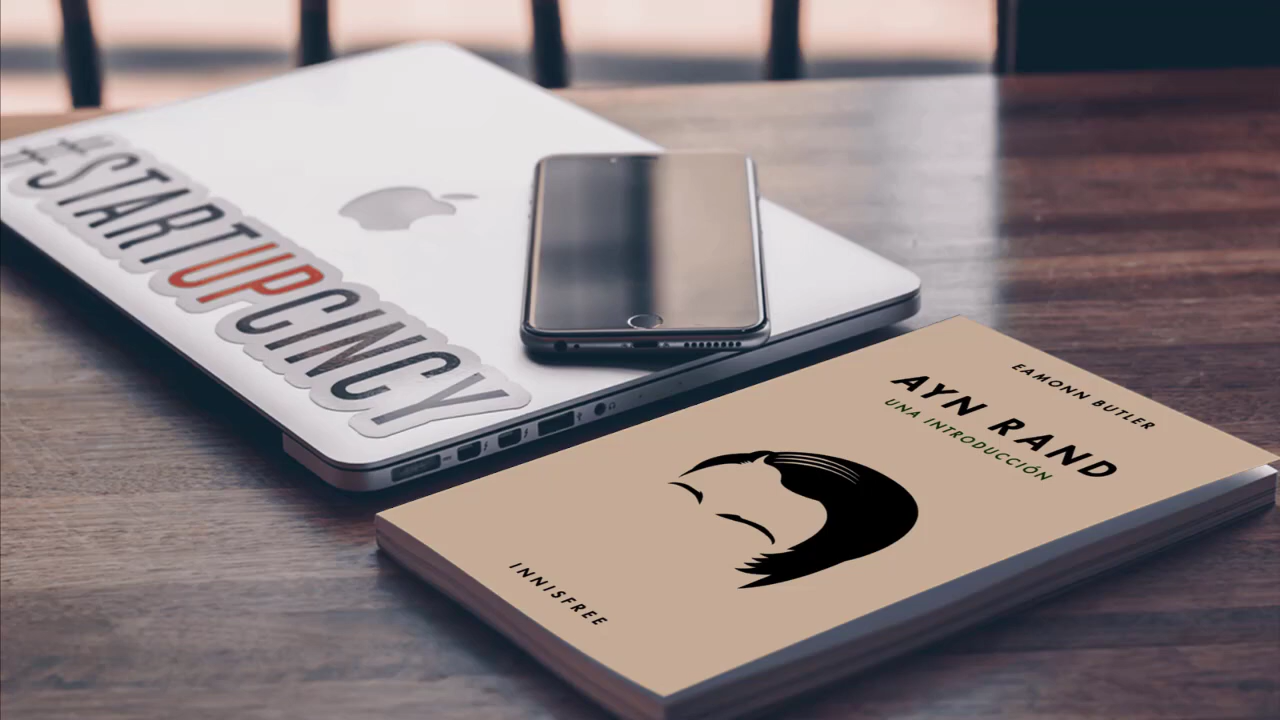 #STARTUPCINCY
EAMONN BUTLER
AYN RAND
UNA INTRODUCCIÓN
INNISFREE